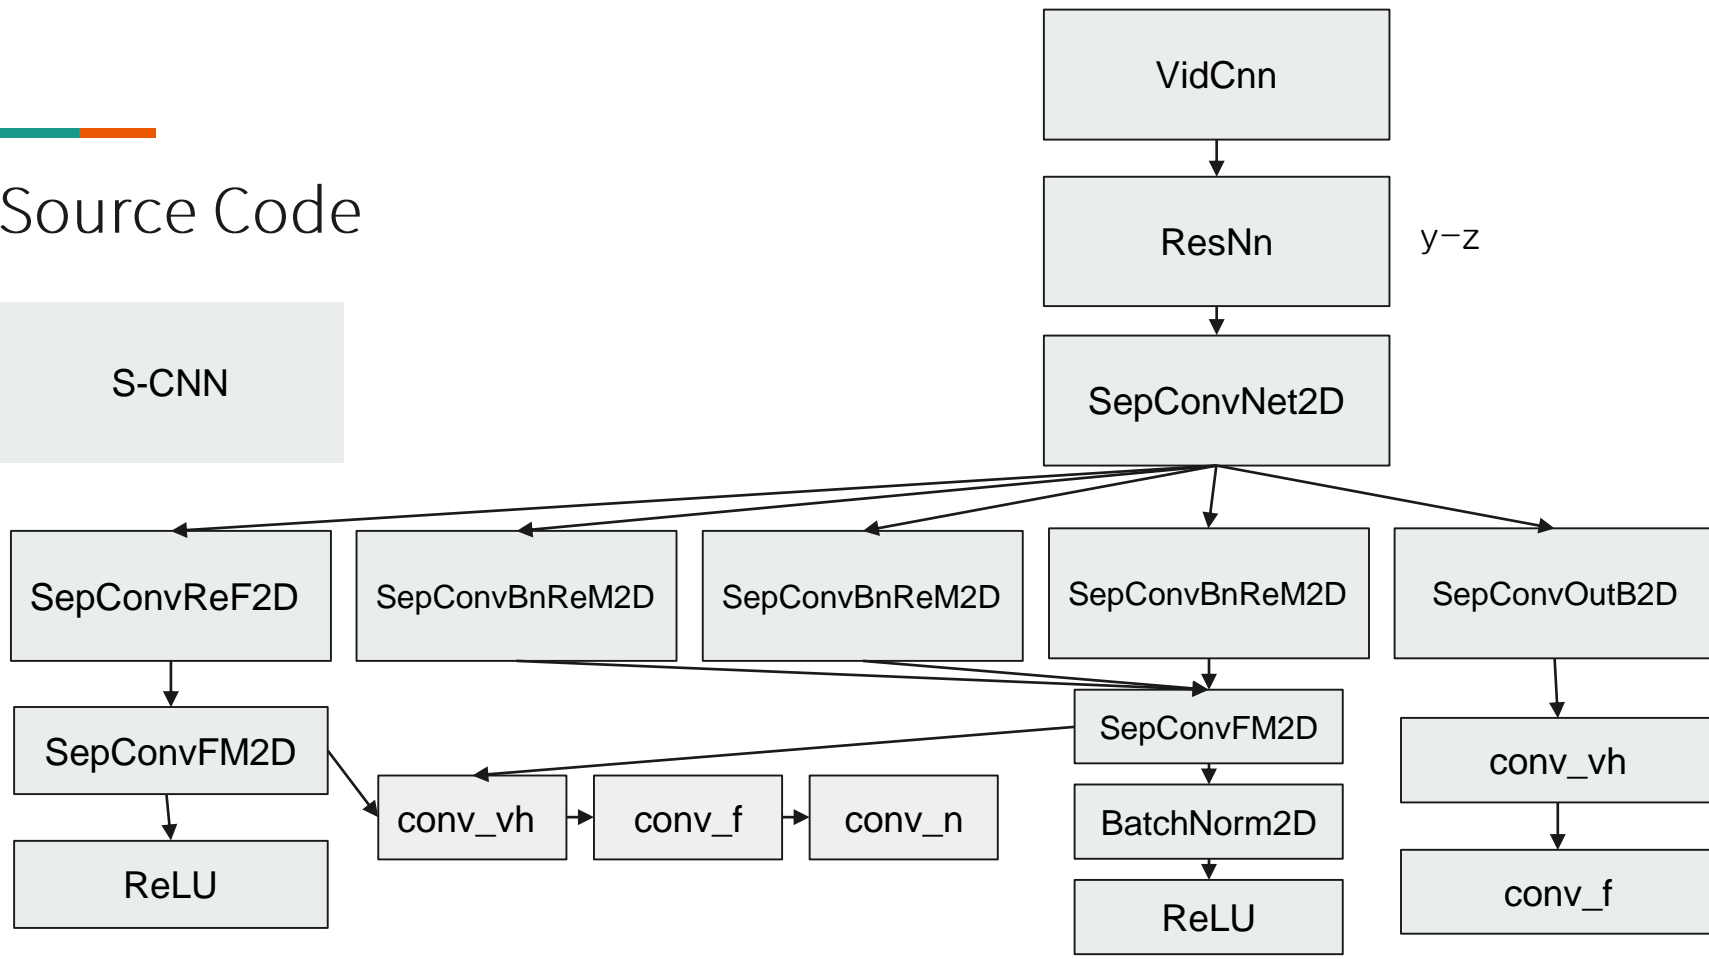 VidCnn
Source Code
ResNn
y-z
S-CNN
SepConvNet2D
SepConvReF2D
SepConvBnReM2D
SepConvBnReM2D
SepConvBnReM2D
SepConvOutB2D
SepConvFM2D
SepConvFM2D
conv_vh
conv_vh
conv_f
conv_n
BatchNorm2D
ReLU
ReLU
conv_f